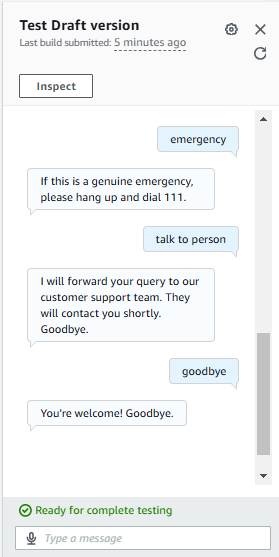 Test Draft version
Last build submitted: 5 minutes ago
Inspect
emergency
If this is a genuine emergency,
please hang up and dial 111.
talk to person
I will forward your query to our
customer support team. They
will contact you shortly.
Goodbye.
goodbye
You're welcome! Goodbye.
Ready for complete testing
Type a message